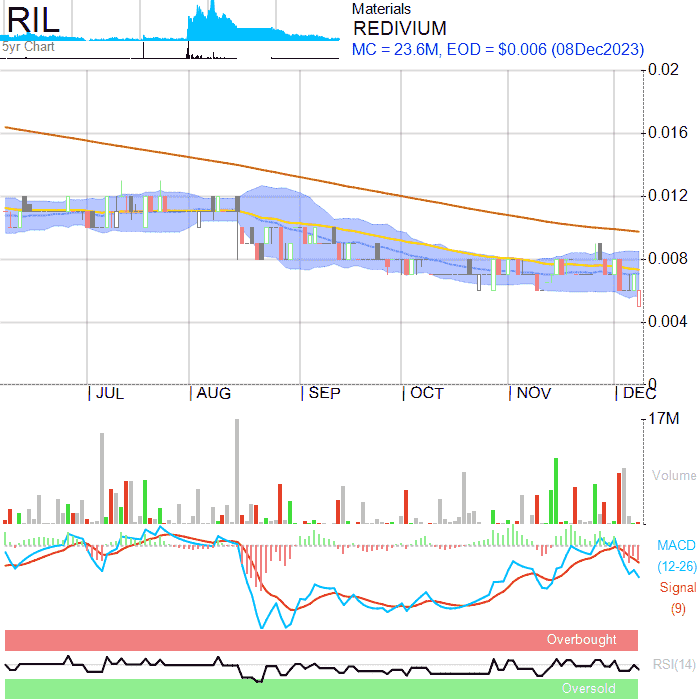 RIL
5yr Chart
Materials
REDIVIUM
MC = 23.6M, EOD = $0.006 (08Dec2023)
0.02
0.016
0.012
0.008
0.004
0
JUL AUG SEP OCT NOV DEC
17M
Volume
MACD
(12-26)
Signal
(9)
Overbought
RSI(14)
Oversold